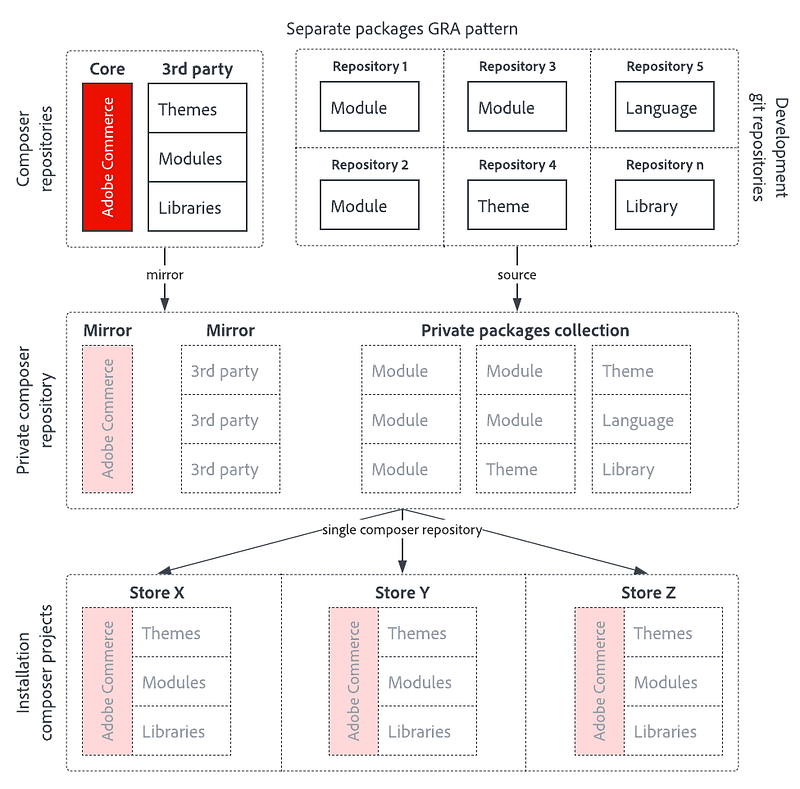 Separate packages GRA pattern
Composer
repositories
Core
3rd party
Adobe Commerce
Themes
Modules
Libraries
Repository 1
Module
Repository 3
Module
Repository 5
Language
Repository 2
Module
Repository 4
Theme
Repository n
Library
Development
git repositories
mirror
source
Private composer
repository
Mirror
Adobe Commerce
Mirror
3rd party
3rd party
3rd party
Private packages collection
Module
Module
Theme
Module
Module
Language
Module
Theme
Library
single composer repository
Installation
composer projects
Store X
Adobe Commerce
Themes
Modules
Libraries
Store Y
Adobe Commerce
Themes
Modules
Libraries
Store Z
Adobe Commerce
Themes
Modules
Libraries